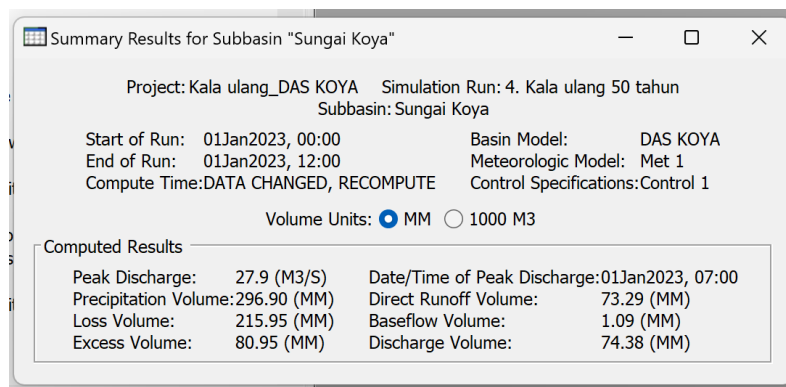 Summary Results for Subbasin "Sungai Koya"
Project: Kala ulang_DAS KOYA Simulation Run: 4. Kala ulang 50 tahun
Subbasin: Sungai Koya
Start of Run: 01Jan2023, 00:00 Basin Model: DAS KOYA
End of Run: 01Jan2023, 12:00 Meteorologic Model: Met 1
Compute Time:DATA CHANGED, RECOMPUTE Control Specifications:Control 1
Volume Units: MM 1000 M3
Computed Results
Peak Discharge: 27.9 (M3/S) Date/Time of Peak Discharge:01Jan2023, 07:00
Precipitation Volume:296.90 (MM) Direct Runoff Volume: 73.29 (MM)
Loss Volume: 215.95 (MM) Baseflow Volume: 1.09 (MM)
Excess Volume: 80.95 (MM) Discharge Volume: 74.38 (MM)